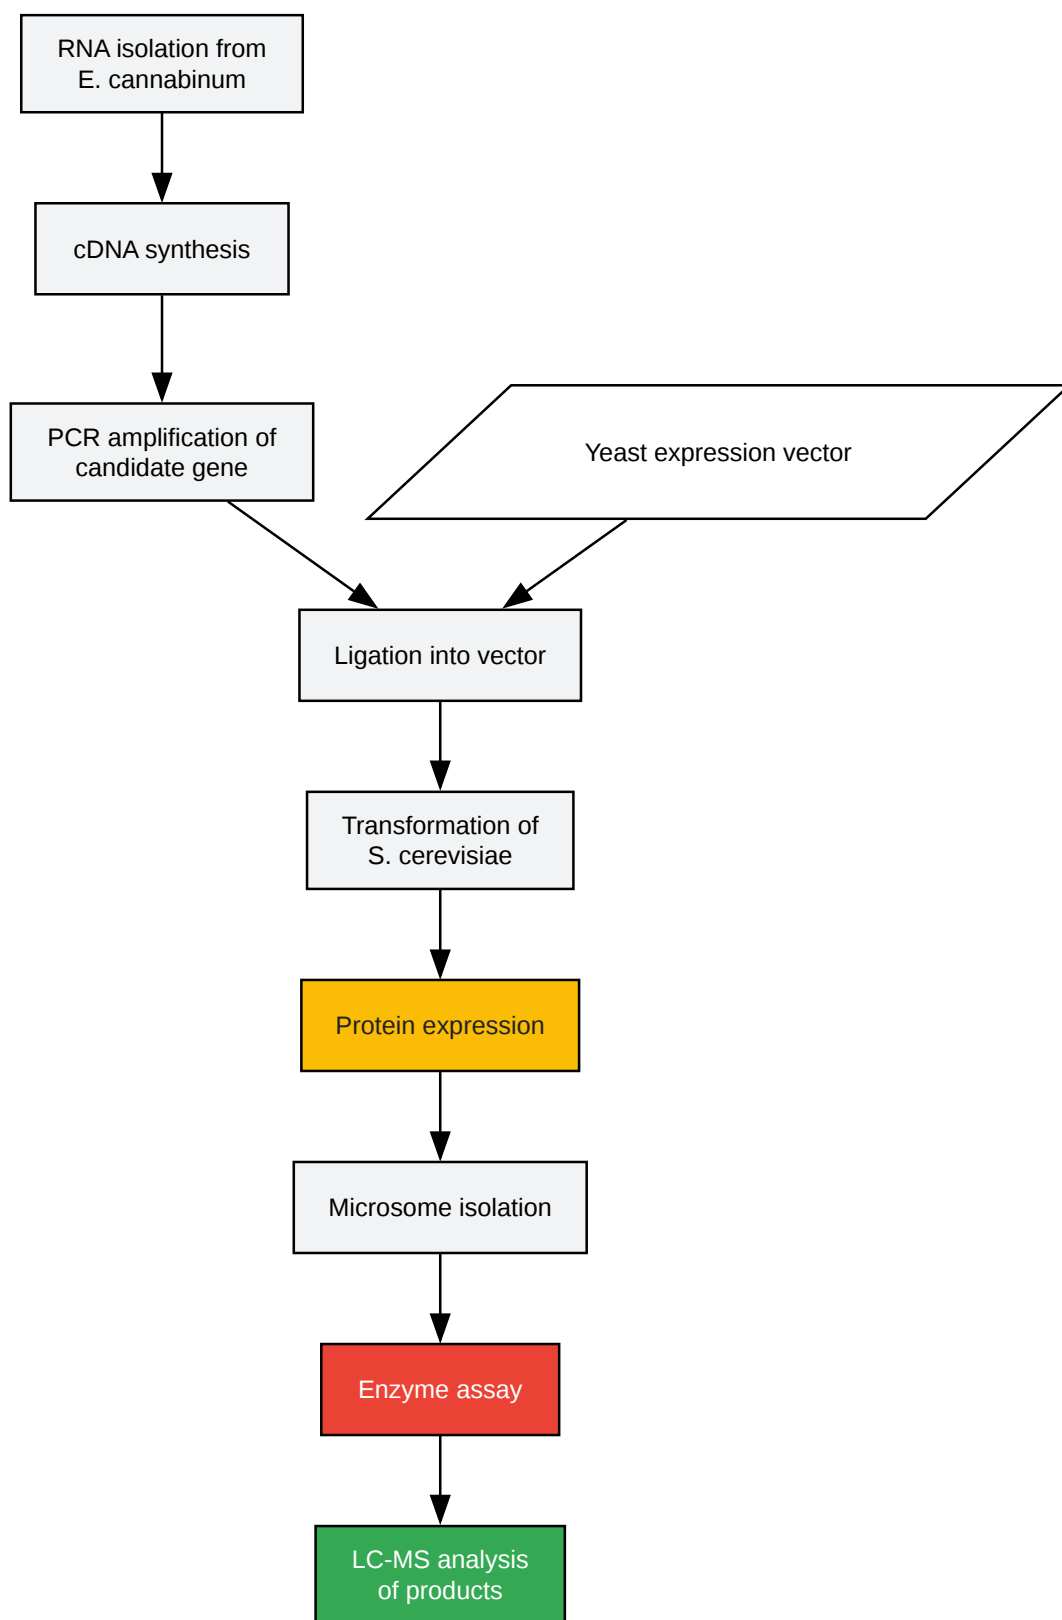 RNA isolation from
E. cannabinum
cDNA synthesis
PCR amplification of
candidate gene
Yeast expression vector
Ligation into vector
Transformation of
S. cerevisiae
Protein expression
Microsome isolation
Enzyme assay
LC-MS analysis
of products